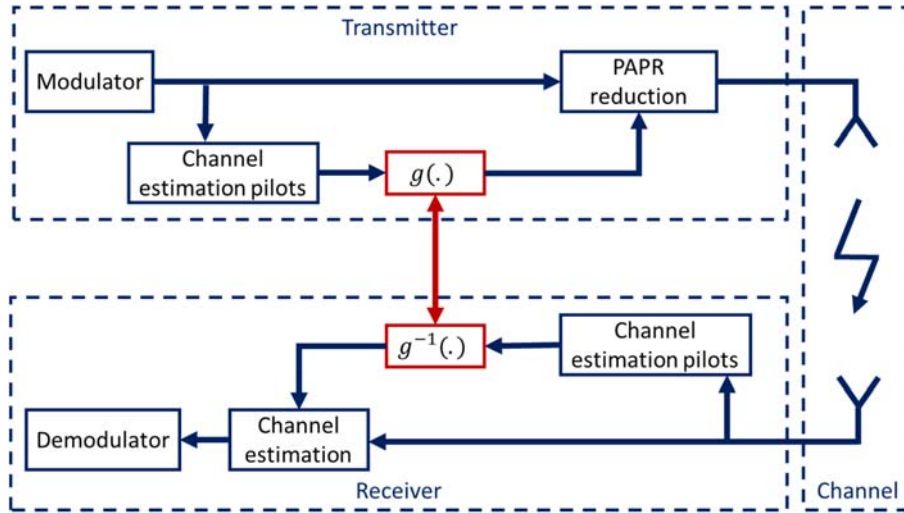 Transmitter
Modulator
PAPR
reduction
Channel
estimation pilots
g(.)
g⁻¹(.)
Channel
estimation pilots
Demodulator
Channel
estimation
Receiver
Channel